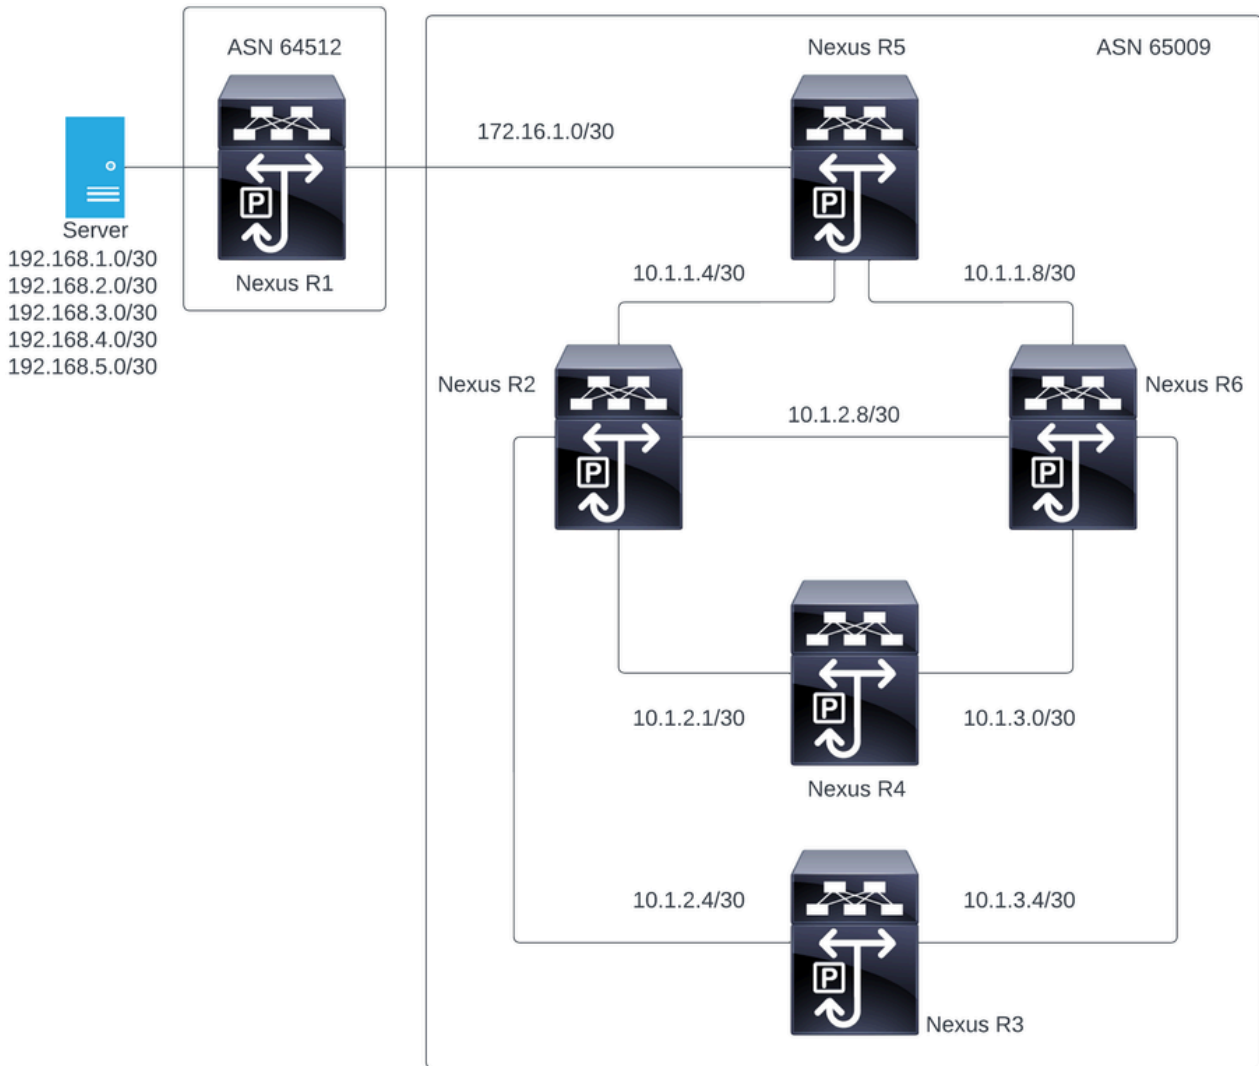 ASN 64512
Nexus R5
ASN 65009
172.16.1.0/30
P
P
Server
192.168.1.0/30
192.168.2.0/30
192.168.3.0/30
192.168.4.0/30
192.168.5.0/30
Nexus R1
10.1.1.4/30
10.1.1.8/30
Nexus R2
Nexus R6
10.1.2.8/30
P
P
10.1.2.1/30
P
10.1.3.0/30
Nexus R4
10.1.2.4/30
10.1.3.4/30
P
Nexus R3